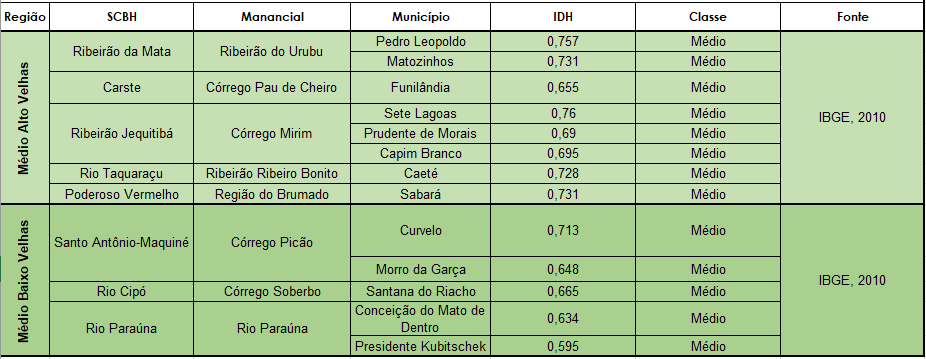 Região SCBH Manancial Município IDH Classe Fonte
Médio Alto Velhas
Ribeirão da Mata Ribeirão do Urubu Pedro Leopoldo 0,757 Médio
Matozinhos 0,731 Médio
Carste Córrego Pau de Cheiro Funilândia 0,655 Médio
Ribeirão Jequitibá Córrego Mirim Sete Lagoas 0,76 Médio
Prudente de Morais 0,69 Médio
Capim Branco 0,695 Médio
Rio Taquaraçu Ribeirão Ribeiro Bonito Caeté 0,728 Médio
Poderoso Vermelho Região do Brumado Sabará 0,731 Médio
IBGE, 2010
Médio Baixo Velhas
Santo Antônio-Maquiné Córrego Picão Curvelo 0,713 Médio
Morro da Garça 0,648 Médio
Rio Cipó Córrego Soberbo Santana do Riacho 0,665 Médio
Rio Paraúna Rio Paraúna Conceição do Mato de
Dentro 0,634 Médio
Presidente Kubitschek 0,595 Médio
IBGE, 2010